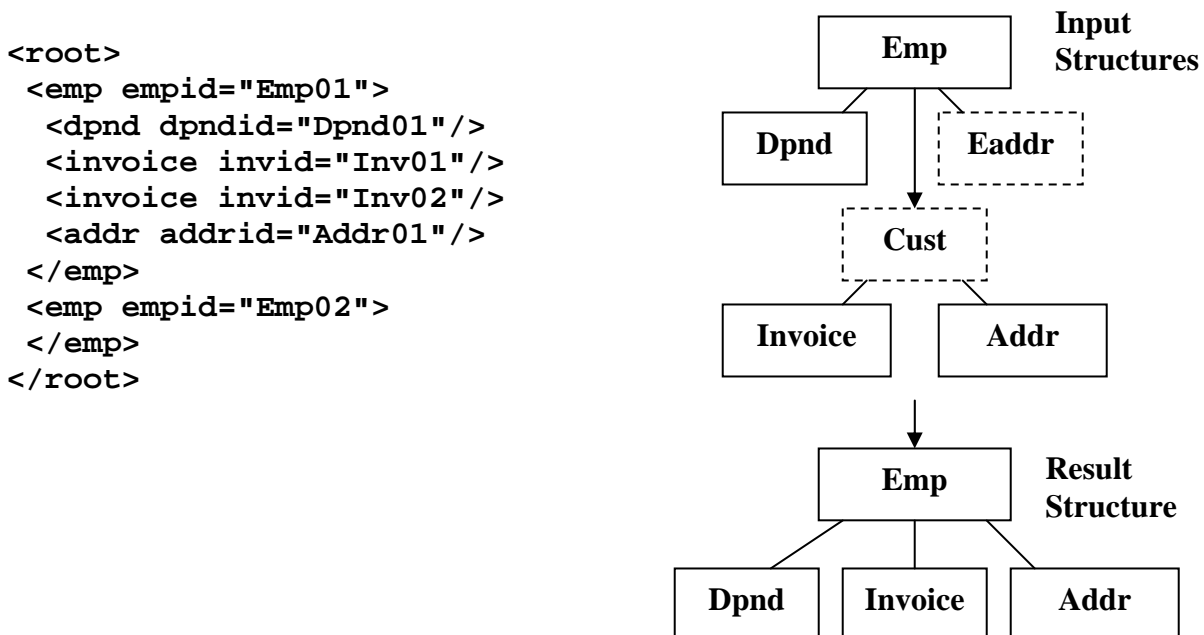 <root>
<emp empid="Emp01">
<dpnd dpndid="Dpnd01"/>
<invoice invid="Inv01"/>
<invoice invid="Inv02"/>
<addr addrid="Addr01"/>
</emp>
<emp empid="Emp02">
</emp>
</root>
Input
Structures
Emp
Dpnd
Eaddr
Cust
Invoice
Addr
Emp
Result
Structure
Dpnd
Invoice
Addr